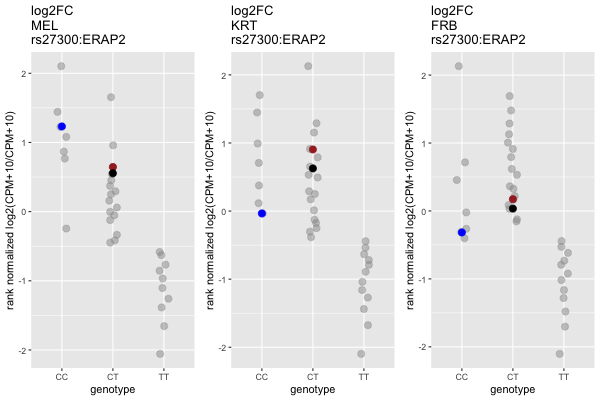 log2FC
MEL
rs27300:ERAP2
rank normalized log2(CPM+10/CPM+10)
2
1
0
-1
-2
CC
CT
TT
genotype
log2FC
KRT
rs27300:ERAP2
rank normalized log2(CPM+10/CPM+10)
2
1
0
-1
-2
CC
CT
TT
genotype
log2FC
FRB
rs27300:ERAP2
rank normalized log2(CPM+10/CPM+10)
2
1
0
-1
-2
CC
CT
TT
genotype